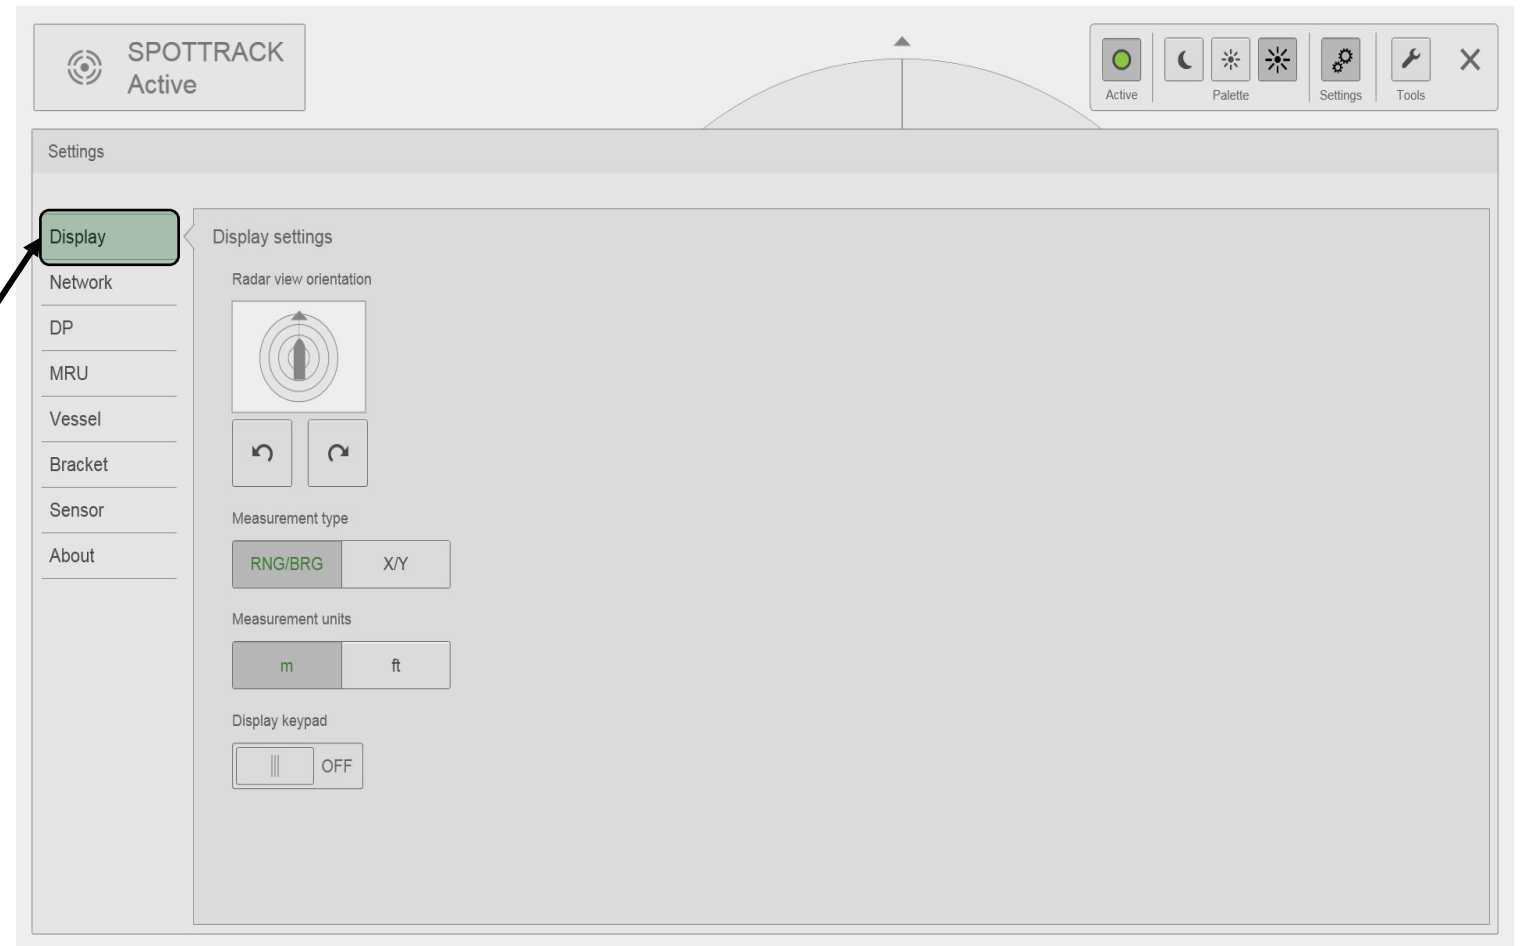 SPOTTRACK
Active
Active
Palette
Settings
Tools
Settings
Display
Network
DP
MRU
Vessel
Bracket
Sensor
About
Display settings
Radar view orientation
Measurement type
RNG/BRG X/Y
Measurement units
m ft
Display keypad
OFF